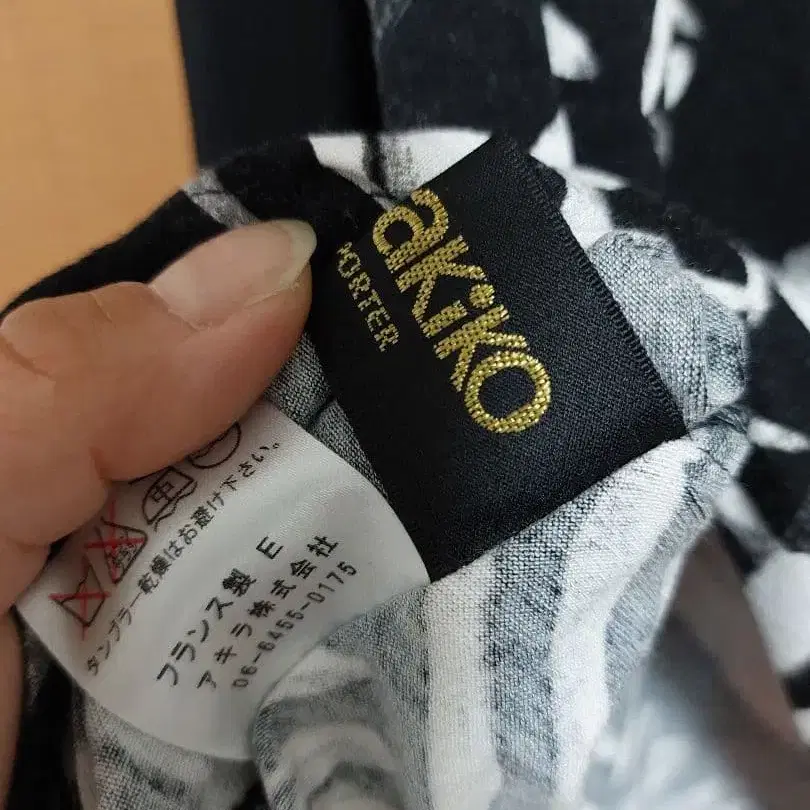 akiko
PORTER
中
タンブラー乾燥はお避け下さい。
フランス製 E
アキラ株式会社
06-6455-0175